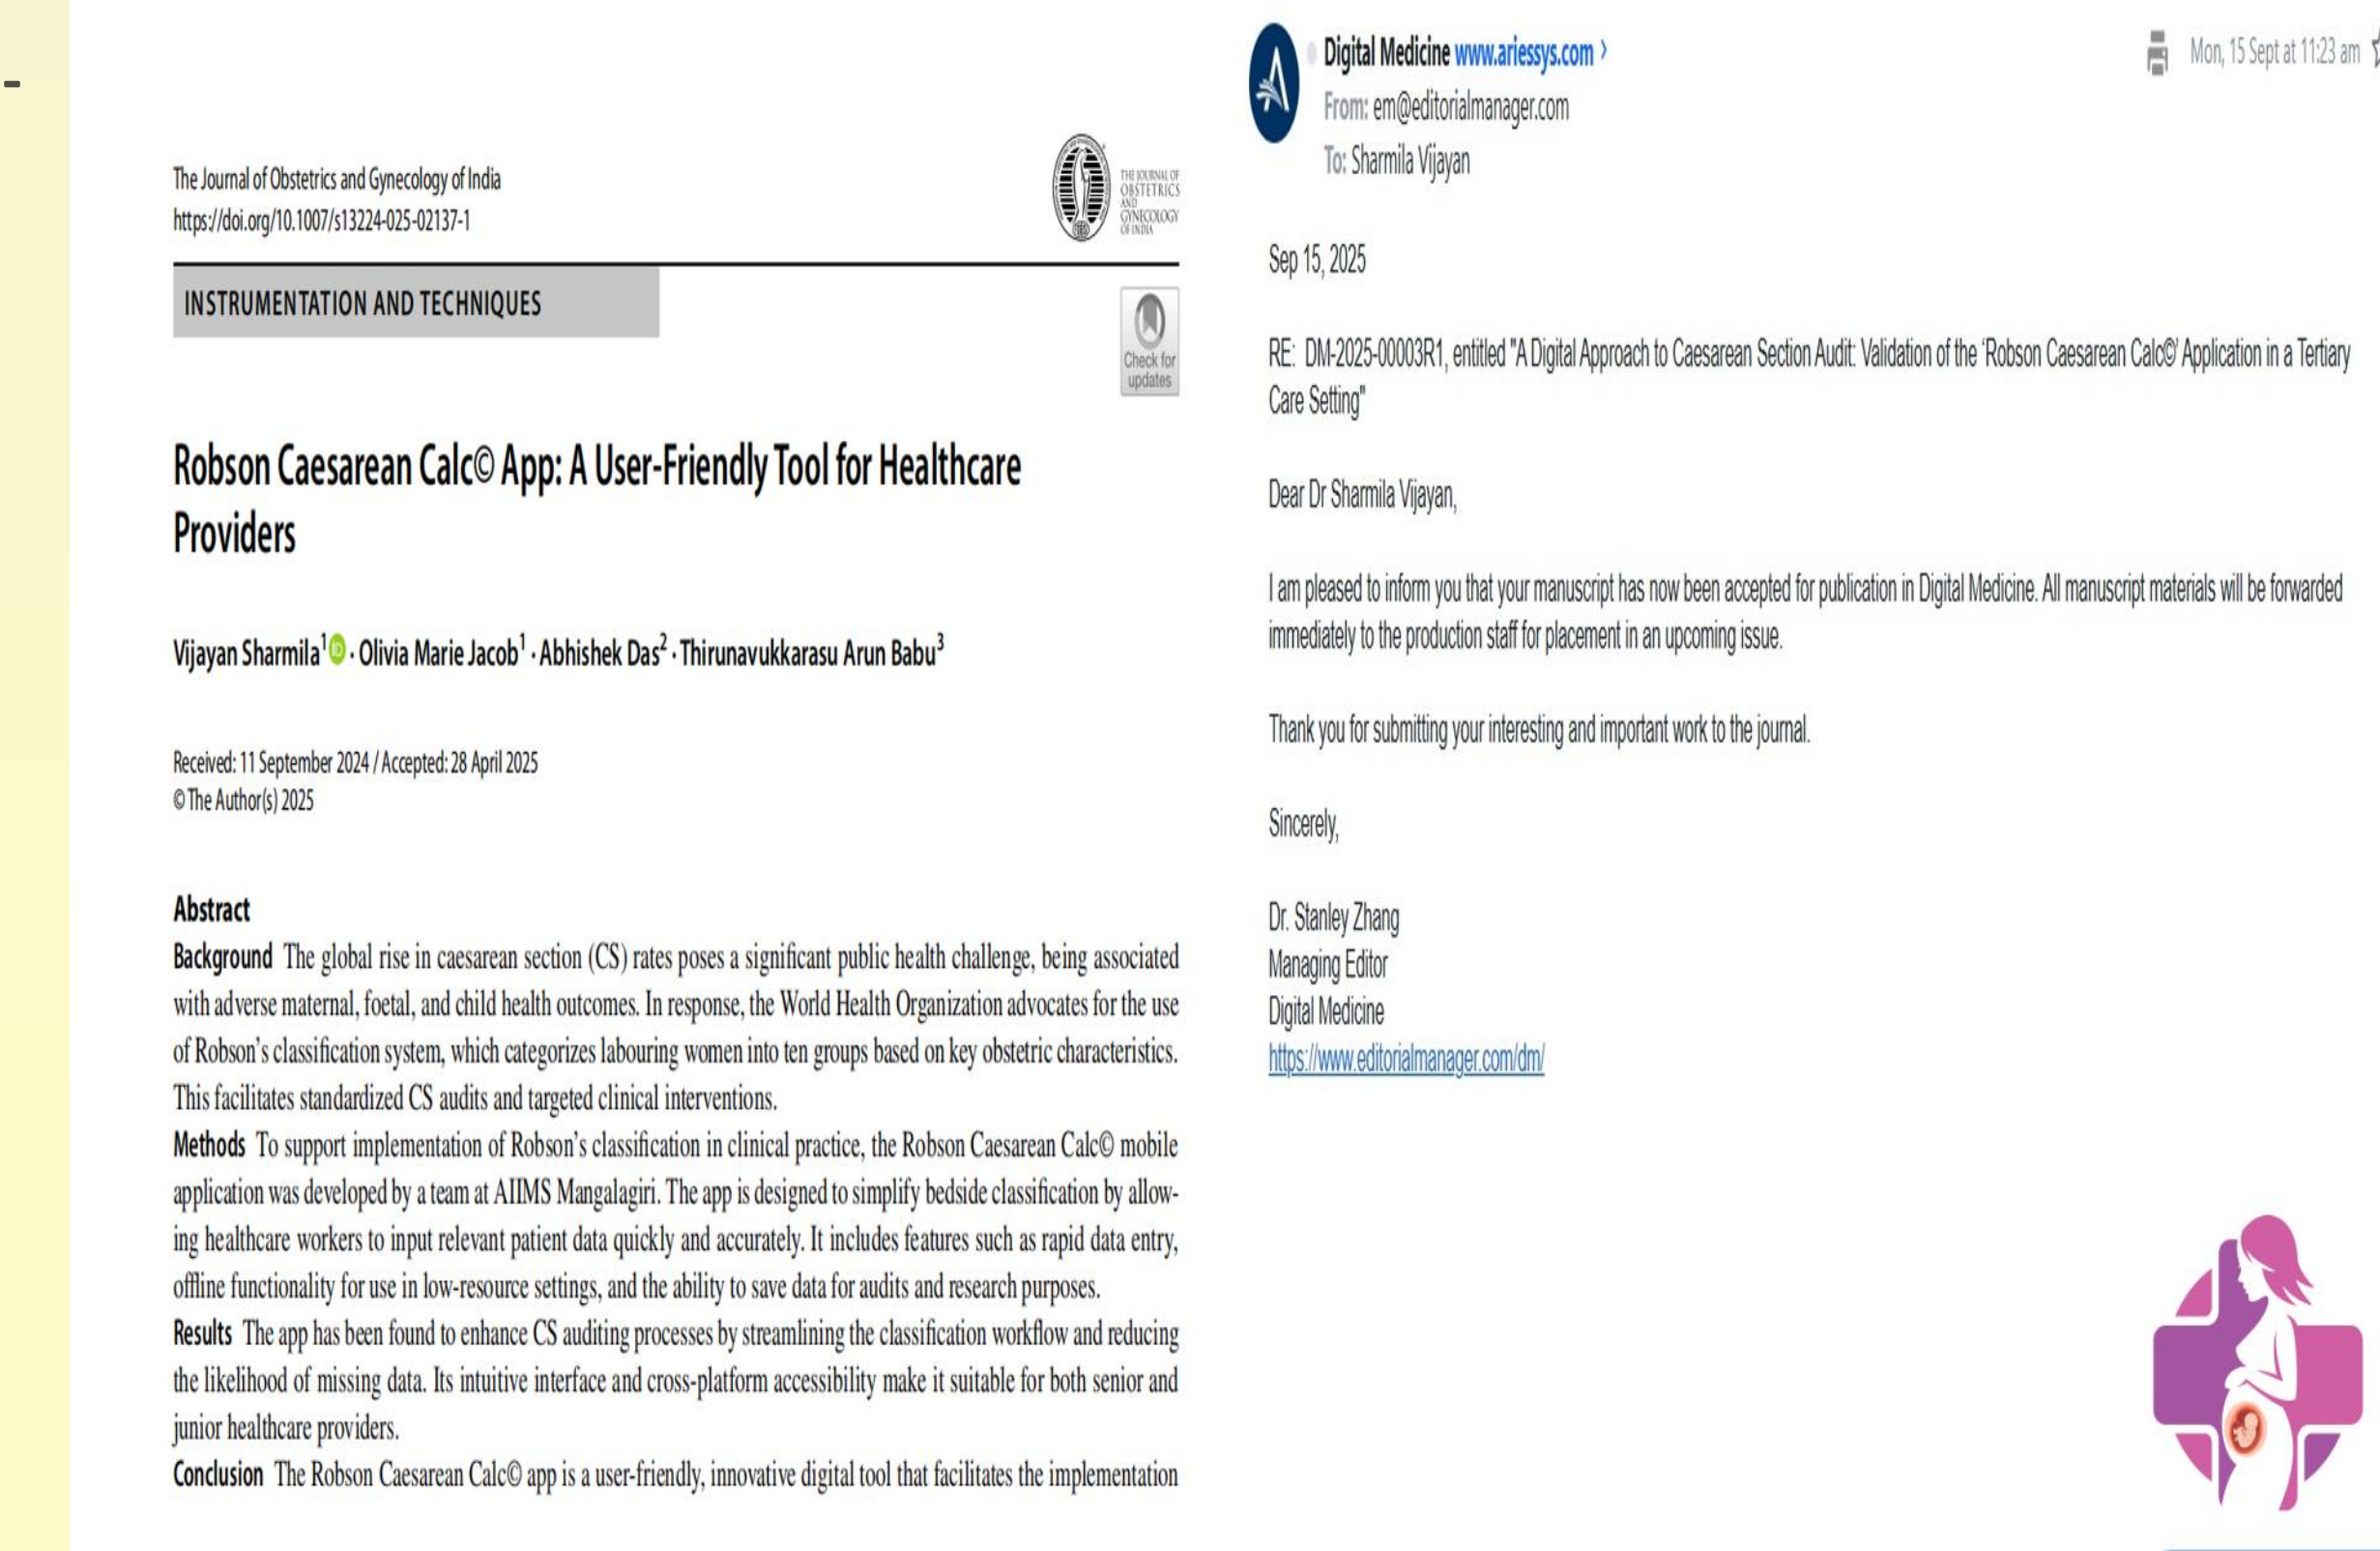 The Journal of Obstetrics and Gynecology of India
https://doi.org/10.1007/s13224-025-02137-1
THE JOURNAL OF
OBSTETRICS
AND
GYNECOLOGY
OF INDIA
INSTRUMENTATION AND TECHNIQUES
Check for
updates
Robson Caesarean Calc© App: A User-Friendly Tool for Healthcare
Providers
Vijayan Sharmila1 iD · Olivia Marie Jacob1 · Abhishek Das2 · Thirunavukkarasu Arun Babu3
Received: 11 September 2024 / Accepted: 28 April 2025
© The Author(s) 2025
Abstract
Background The global rise in caesarean section (CS) rates poses a significant public health challenge, being associated
with adverse maternal, foetal, and child health outcomes. In response, the World Health Organization advocates for the use
of Robson's classification system, which categorizes labouring women into ten groups based on key obstetric characteristics.
This facilitates standardized CS audits and targeted clinical interventions.
Methods To support implementation of Robson's classification in clinical practice, the Robson Caesarean Calc© mobile
application was developed by a team at AIIMS Mangalagiri. The app is designed to simplify bedside classification by allow-
ing healthcare workers to input relevant patient data quickly and accurately. It includes features such as rapid data entry,
offline functionality for use in low-resource settings, and the ability to save data for audits and research purposes.
Results The app has been found to enhance CS auditing processes by streamlining the classification workflow and reducing
the likelihood of missing data. Its intuitive interface and cross-platform accessibility make it suitable for both senior and
junior healthcare providers.
Conclusion The Robson Caesarean Calc© app is a user-friendly, innovative digital tool that facilitates the implementation
Digital Medicine www.ariessys.com >
Mon, 15 Sept at 11:23 am
From: em@editorialmanager.com
To: Sharmila Vijayan
Sep 15, 2025
RE: DM-2025-00003R1, entitled "A Digital Approach to Caesarean Section Audit: Validation of the 'Robson Caesarean Calc©' Application in a Tertiary
Care Setting"
Dear Dr Sharmila Vijayan,
I am pleased to inform you that your manuscript has now been accepted for publication in Digital Medicine. All manuscript materials will be forwarded
immediately to the production staff for placement in an upcoming issue.
Thank you for submitting your interesting and important work to the journal.
Sincerely,
Dr. Stanley Zhang
Managing Editor
Digital Medicine
https://www.editorialmanager.com/dm/